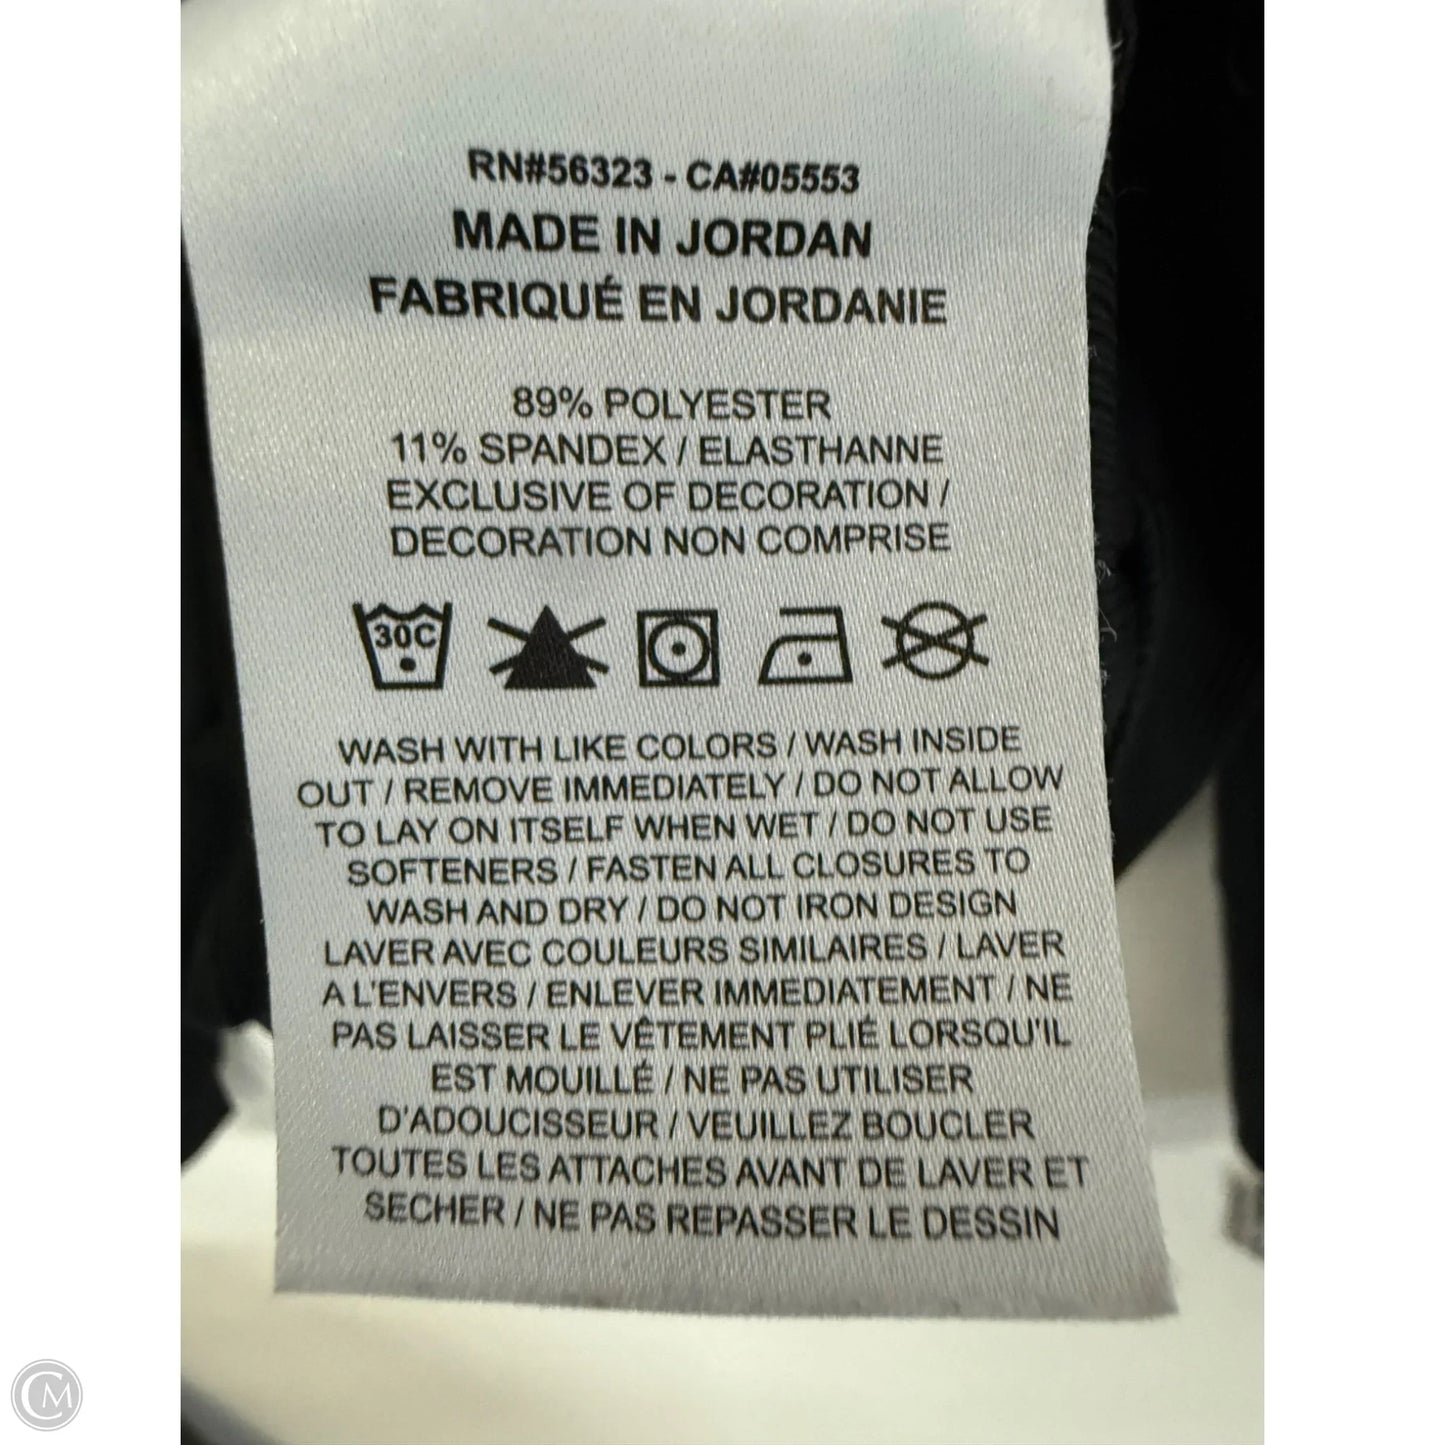 RN#56323 - CA#05553
MADE IN JORDAN
FABRIQUÉ EN JORDANIE
89% POLYESTER
11% SPANDEX / ELASTHANNE
EXCLUSIVE OF DECORATION /
DECORATION NON COMPRISE
30C
WASH WITH LIKE COLORS / WASH INSIDE
OUT / REMOVE IMMEDIATELY / DO NOT ALLOW
TO LAY ON ITSELF WHEN WET / DO NOT USE
SOFTENERS / FASTEN ALL CLOSURES TO
WASH AND DRY / DO NOT IRON DESIGN
LAVER AVEC COULEURS SIMILAIRES / LAVER
A L'ENVERS / ENLEVER IMMEDIATEMENT / NE
PAS LAISSER LE VÊTEMENT PLIÉ LORSQU'IL
EST MOUILLÉ / NE PAS UTILISER
D'ADOUCISSEUR / VEUILLEZ BOUCLER
TOUTES LES ATTACHES AVANT DE LAVER ET
SECHER / NE PAS REPASSER LE DESSIN
CM